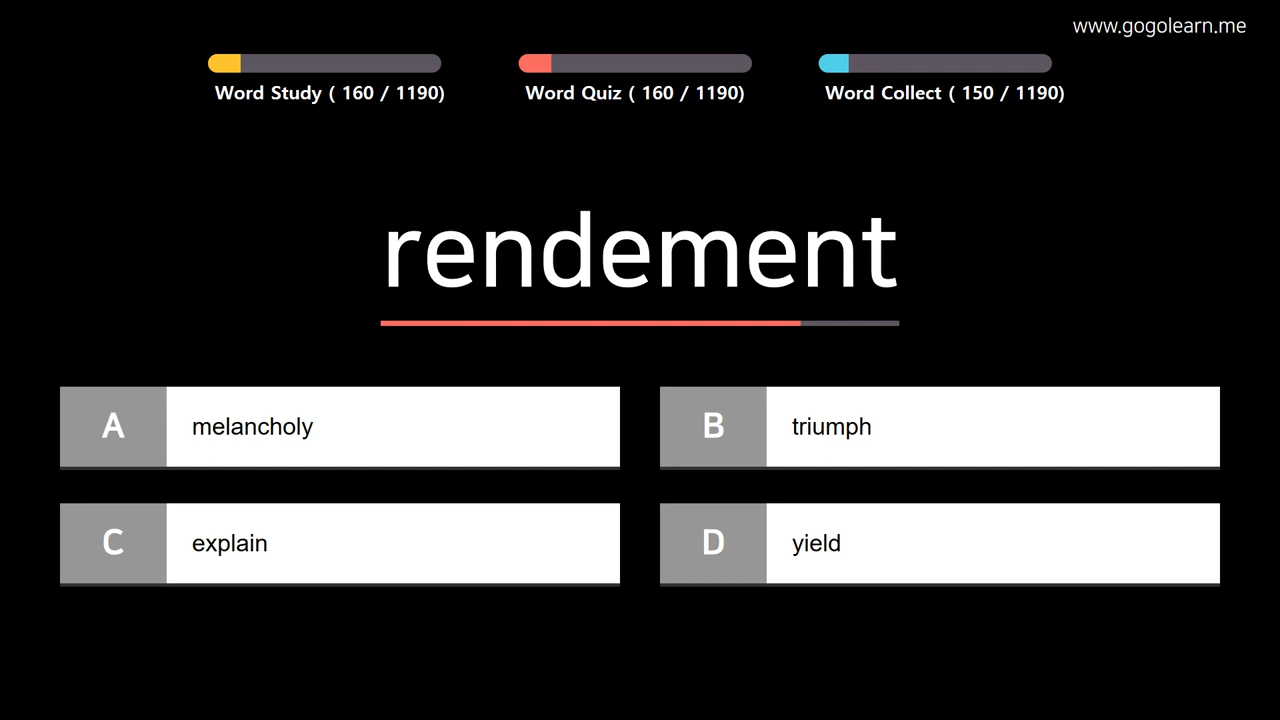 www.gogolearn.me
Word Study ( 160 / 1190)
Word Quiz ( 160 / 1190)
Word Collect ( 150 / 1190)
rendement
A melancholy
B triumph
C explain
D yield